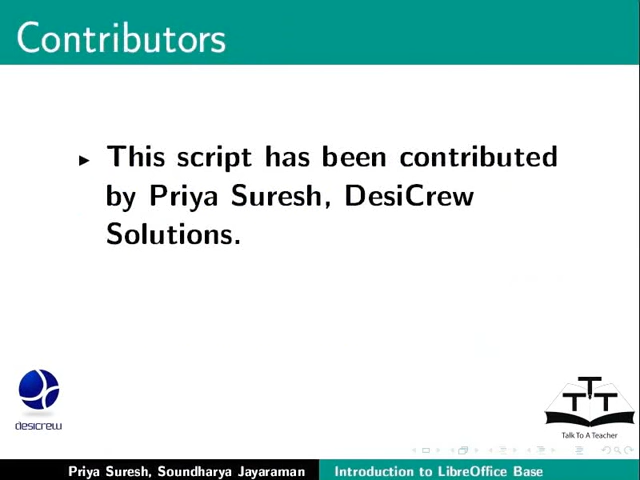 Contributors
This script has been contributed
by Priya Suresh, DesiCrew
Solutions.
desicrew
T T T
Talk To A Teacher
Priya Suresh, Soundharya Jayaraman Introduction to LibreOffice Base